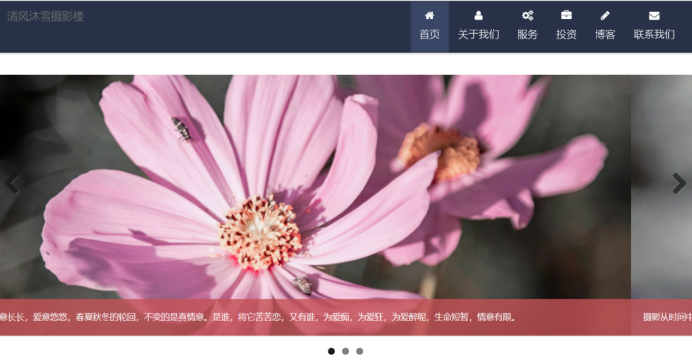 清风沐雪摄影楼
首页 关于我们 服务 投资 博客 联系我们
意长长，爱意悠悠，春夏秋冬的轮回，不变的是真情意。是谁，将它苦苦恋，又有谁，为爱痴，为爱狂，为爱醉呢，生命短暂，情意有限。 摄影从时间中